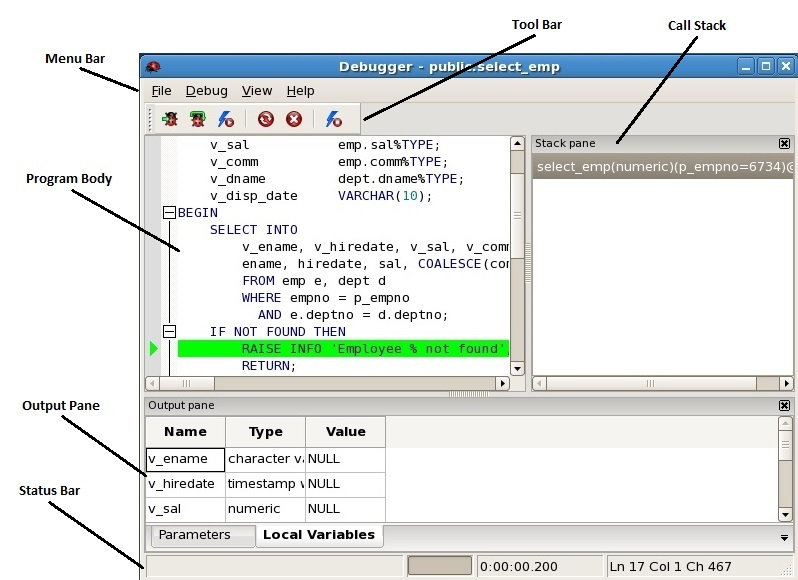 Tool Bar
Call Stack
Menu Bar
Debugger - public.select_emp
File Debug View Help
Stack pane
select_emp(numeric)(p_empno=6734)@
Program Body
v_sal emp.sal%TYPE;
v_comm emp.comm%TYPE;
v_dname dept.dname%TYPE;
v_disp_date VARCHAR(10);
BEGIN
SELECT INTO
v_ename, v_hiredate, v_sal, v_comm
ename, hiredate, sal, COALESCE(com
FROM emp e, dept d
WHERE empno = p_empno
AND e.deptno = d.deptno;
IF NOT FOUND THEN
RAISE INFO 'Employee % not found',
RETURN;
Output Pane
Output pane
Name Type Value
v_ename character va NULL
v_hiredate timestamp w NULL
v_sal numeric NULL
Parameters Local Variables
Status Bar
0:00:00.200
Ln 17 Col 1 Ch 467